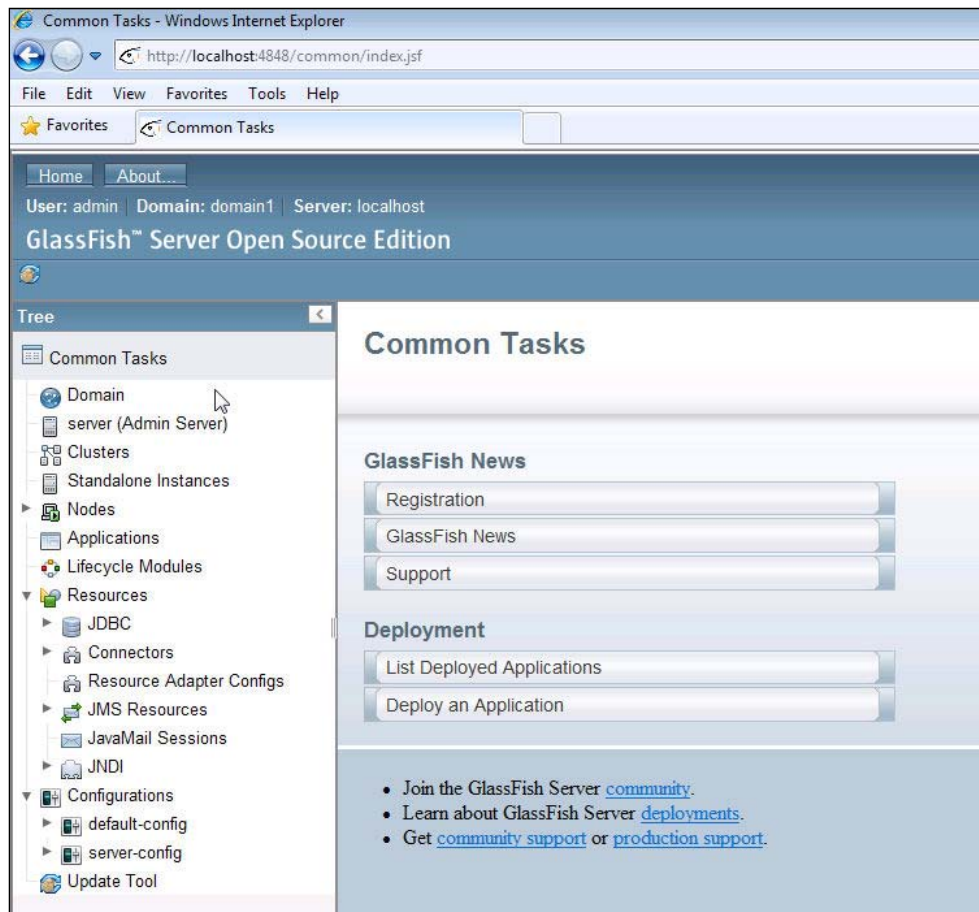 Common Tasks - Windows Internet Explorer
http://localhost:4848/common/index.jsf
File Edit View Favorites Tools Help
Favorites Common Tasks
Home About...
User: admin Domain: domain1 Server: localhost
GlassFish™ Server Open Source Edition
Tree
Common Tasks
Domain
server (Admin Server)
Clusters
Standalone Instances
Nodes
Applications
Lifecycle Modules
Resources
JDBC
Connectors
Resource Adapter Configs
JMS Resources
JavaMail Sessions
JNDI
Configurations
default-config
server-config
Update Tool
Common Tasks
GlassFish News
Registration
GlassFish News
Support
Deployment
List Deployed Applications
Deploy an Application
• Join the GlassFish Server community.
• Learn about GlassFish Server deployments.
• Get community support or production support.